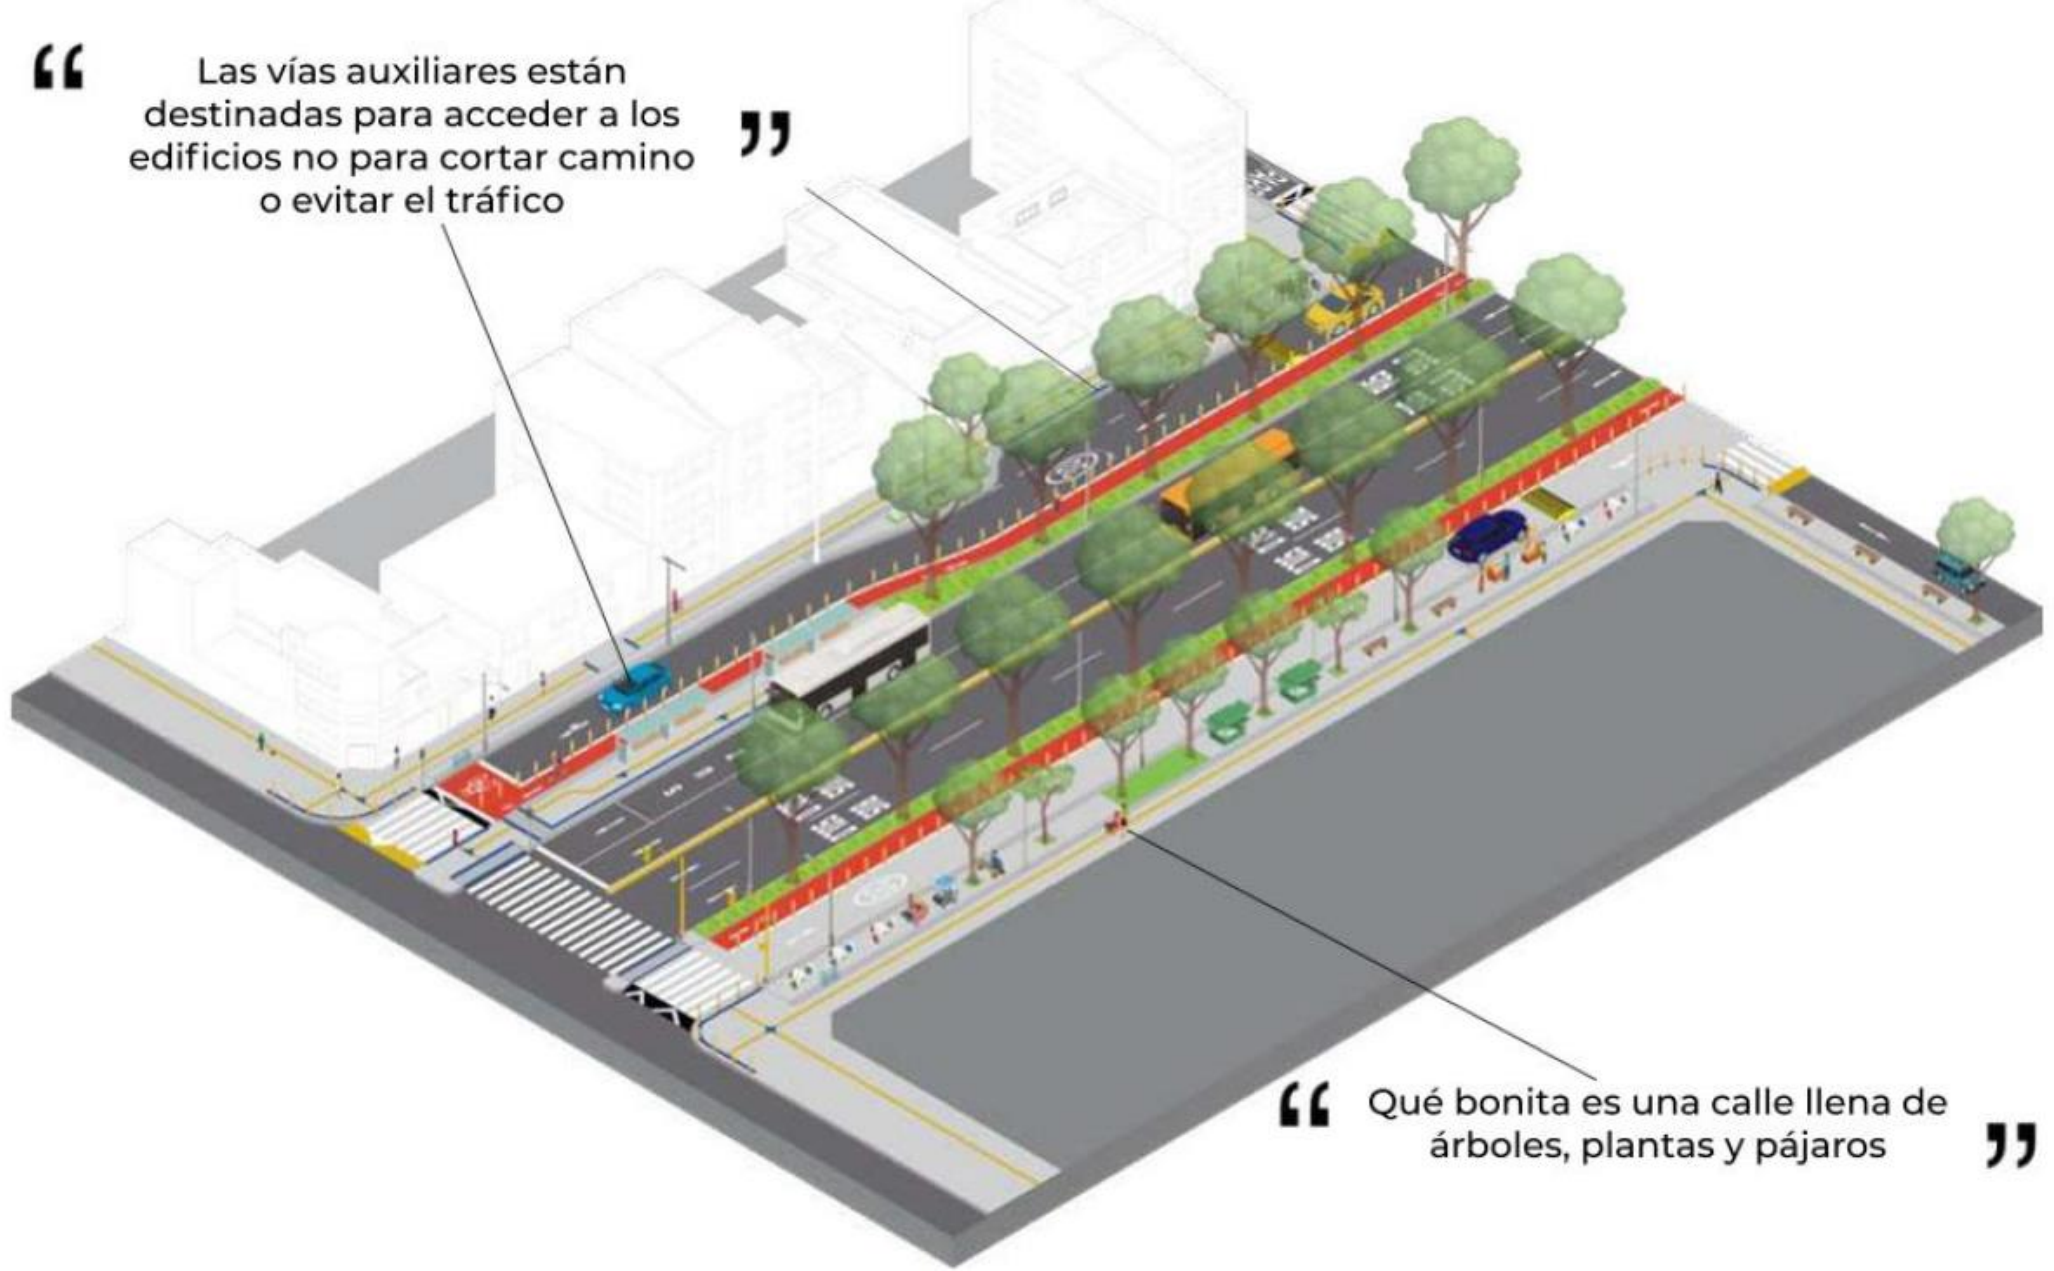 “ Las vías auxiliares están
destinadas para acceder a los
edificios no para cortar camino ”
o evitar el tráfico
“ Qué bonita es una calle llena de
árboles, plantas y pájaros ”